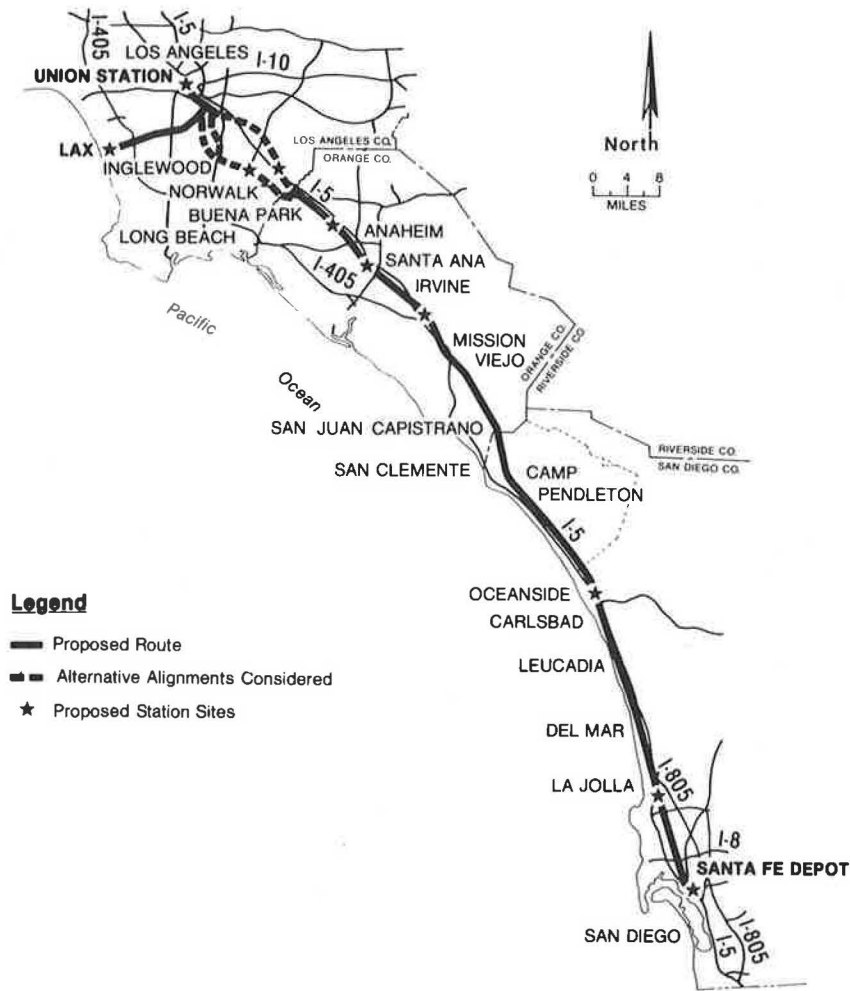 I-405
I-5
LOS ANGELES
I-10
UNION STATION
LAX
INGLEWOOD
NORWALK
BUENA PARK
LONG BEACH
LOS ANGELES CO.
ORANGE CO.
North
0 4 8
MILES
I-5
ANAHEIM
SANTA ANA
I-405
IRVINE
Pacific
Ocean
MISSION
VIEJO
ORANGE CO.
RIVERSIDE CO.
SAN JUAN CAPISTRANO
RIVERSIDE CO.
SAN DIEGO CO.
SAN CLEMENTE
CAMP
PENDLETON
I-5
OCEANSIDE
CARLSBAD
LEUCADIA
DEL MAR
LA JOLLA
I-805
I-8
SANTA FE DEPOT
SAN DIEGO
I-5
I-805
Legend
Proposed Route
Alternative Alignments Considered
Proposed Station Sites